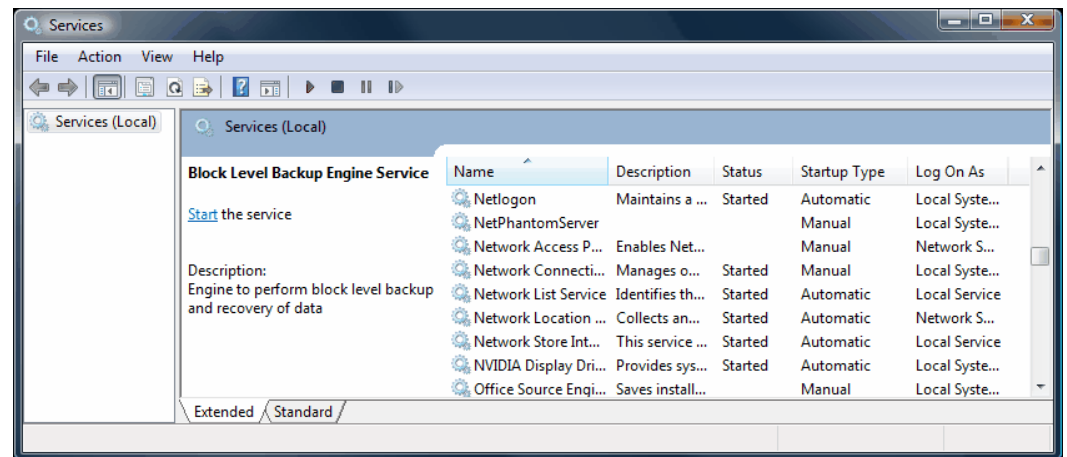 Services
File Action View Help
Services (Local)
Services (Local)
Block Level Backup Engine Service
Start the service
Description:
Engine to perform block level backup
and recovery of data
Name Description Status Startup Type Log On As
Netlogon Maintains a ... Started Automatic Local Syste...
NetPhantomServer Manual Local Syste...
Network Access P... Enables Net... Manual Network S...
Network Connecti... Manages o... Started Manual Local Syste...
Network List Service Identifies th... Started Automatic Local Service
Network Location ... Collects an... Started Automatic Network S...
Network Store Int... This service ... Started Automatic Local Service
NVIDIA Display Dri... Provides sys... Started Automatic Local Syste...
Office Source Engi... Saves install... Manual Local Syste...
Extended Standard